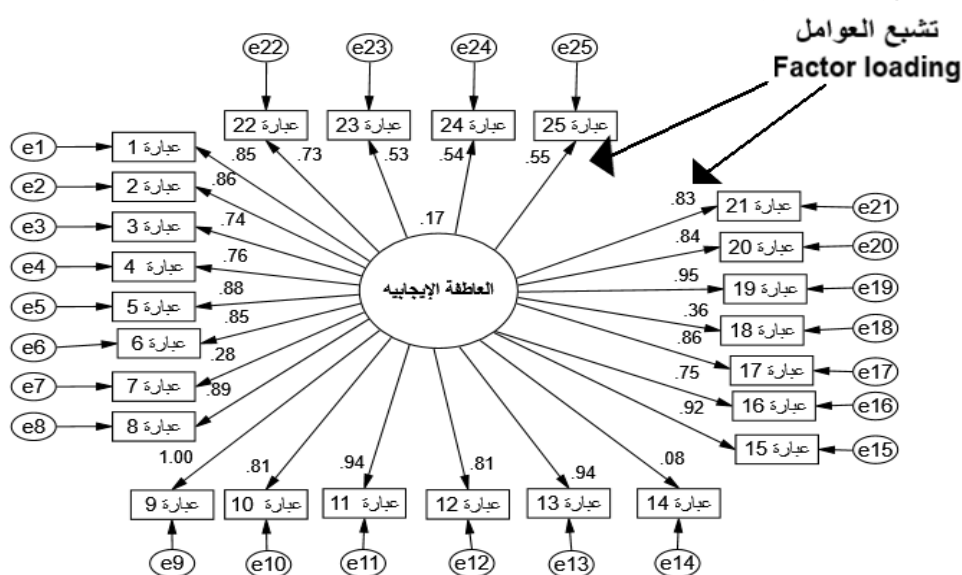 تشبع العوامل
Factor loading
e22 e23 e24 e25
عبارة 22 عبارة 23 عبارة 24 عبارة 25
.85 .73 .53 .54 .55
e1 عبارة 1
.86
e2 عبارة 2
.74
e3 عبارة 3
.76
e4 عبارة 4
.88
e5 عبارة 5
.85
e6 عبارة 6
.28
e7 عبارة 7
.89
e8 عبارة 8
.17
العاطفة الإيجابيه
.83 عبارة 21 e21
.84 عبارة 20 e20
.95 عبارة 19 e19
.36 عبارة 18 e18
.86 عبارة 17 e17
.75 عبارة 16 e16
.92 عبارة 15 e15
1.00 .81 .94 .81 .94 .08
عبارة 9 عبارة 10 عبارة 11 عبارة 12 عبارة 13 عبارة 14
e9 e10 e11 e12 e13 e14